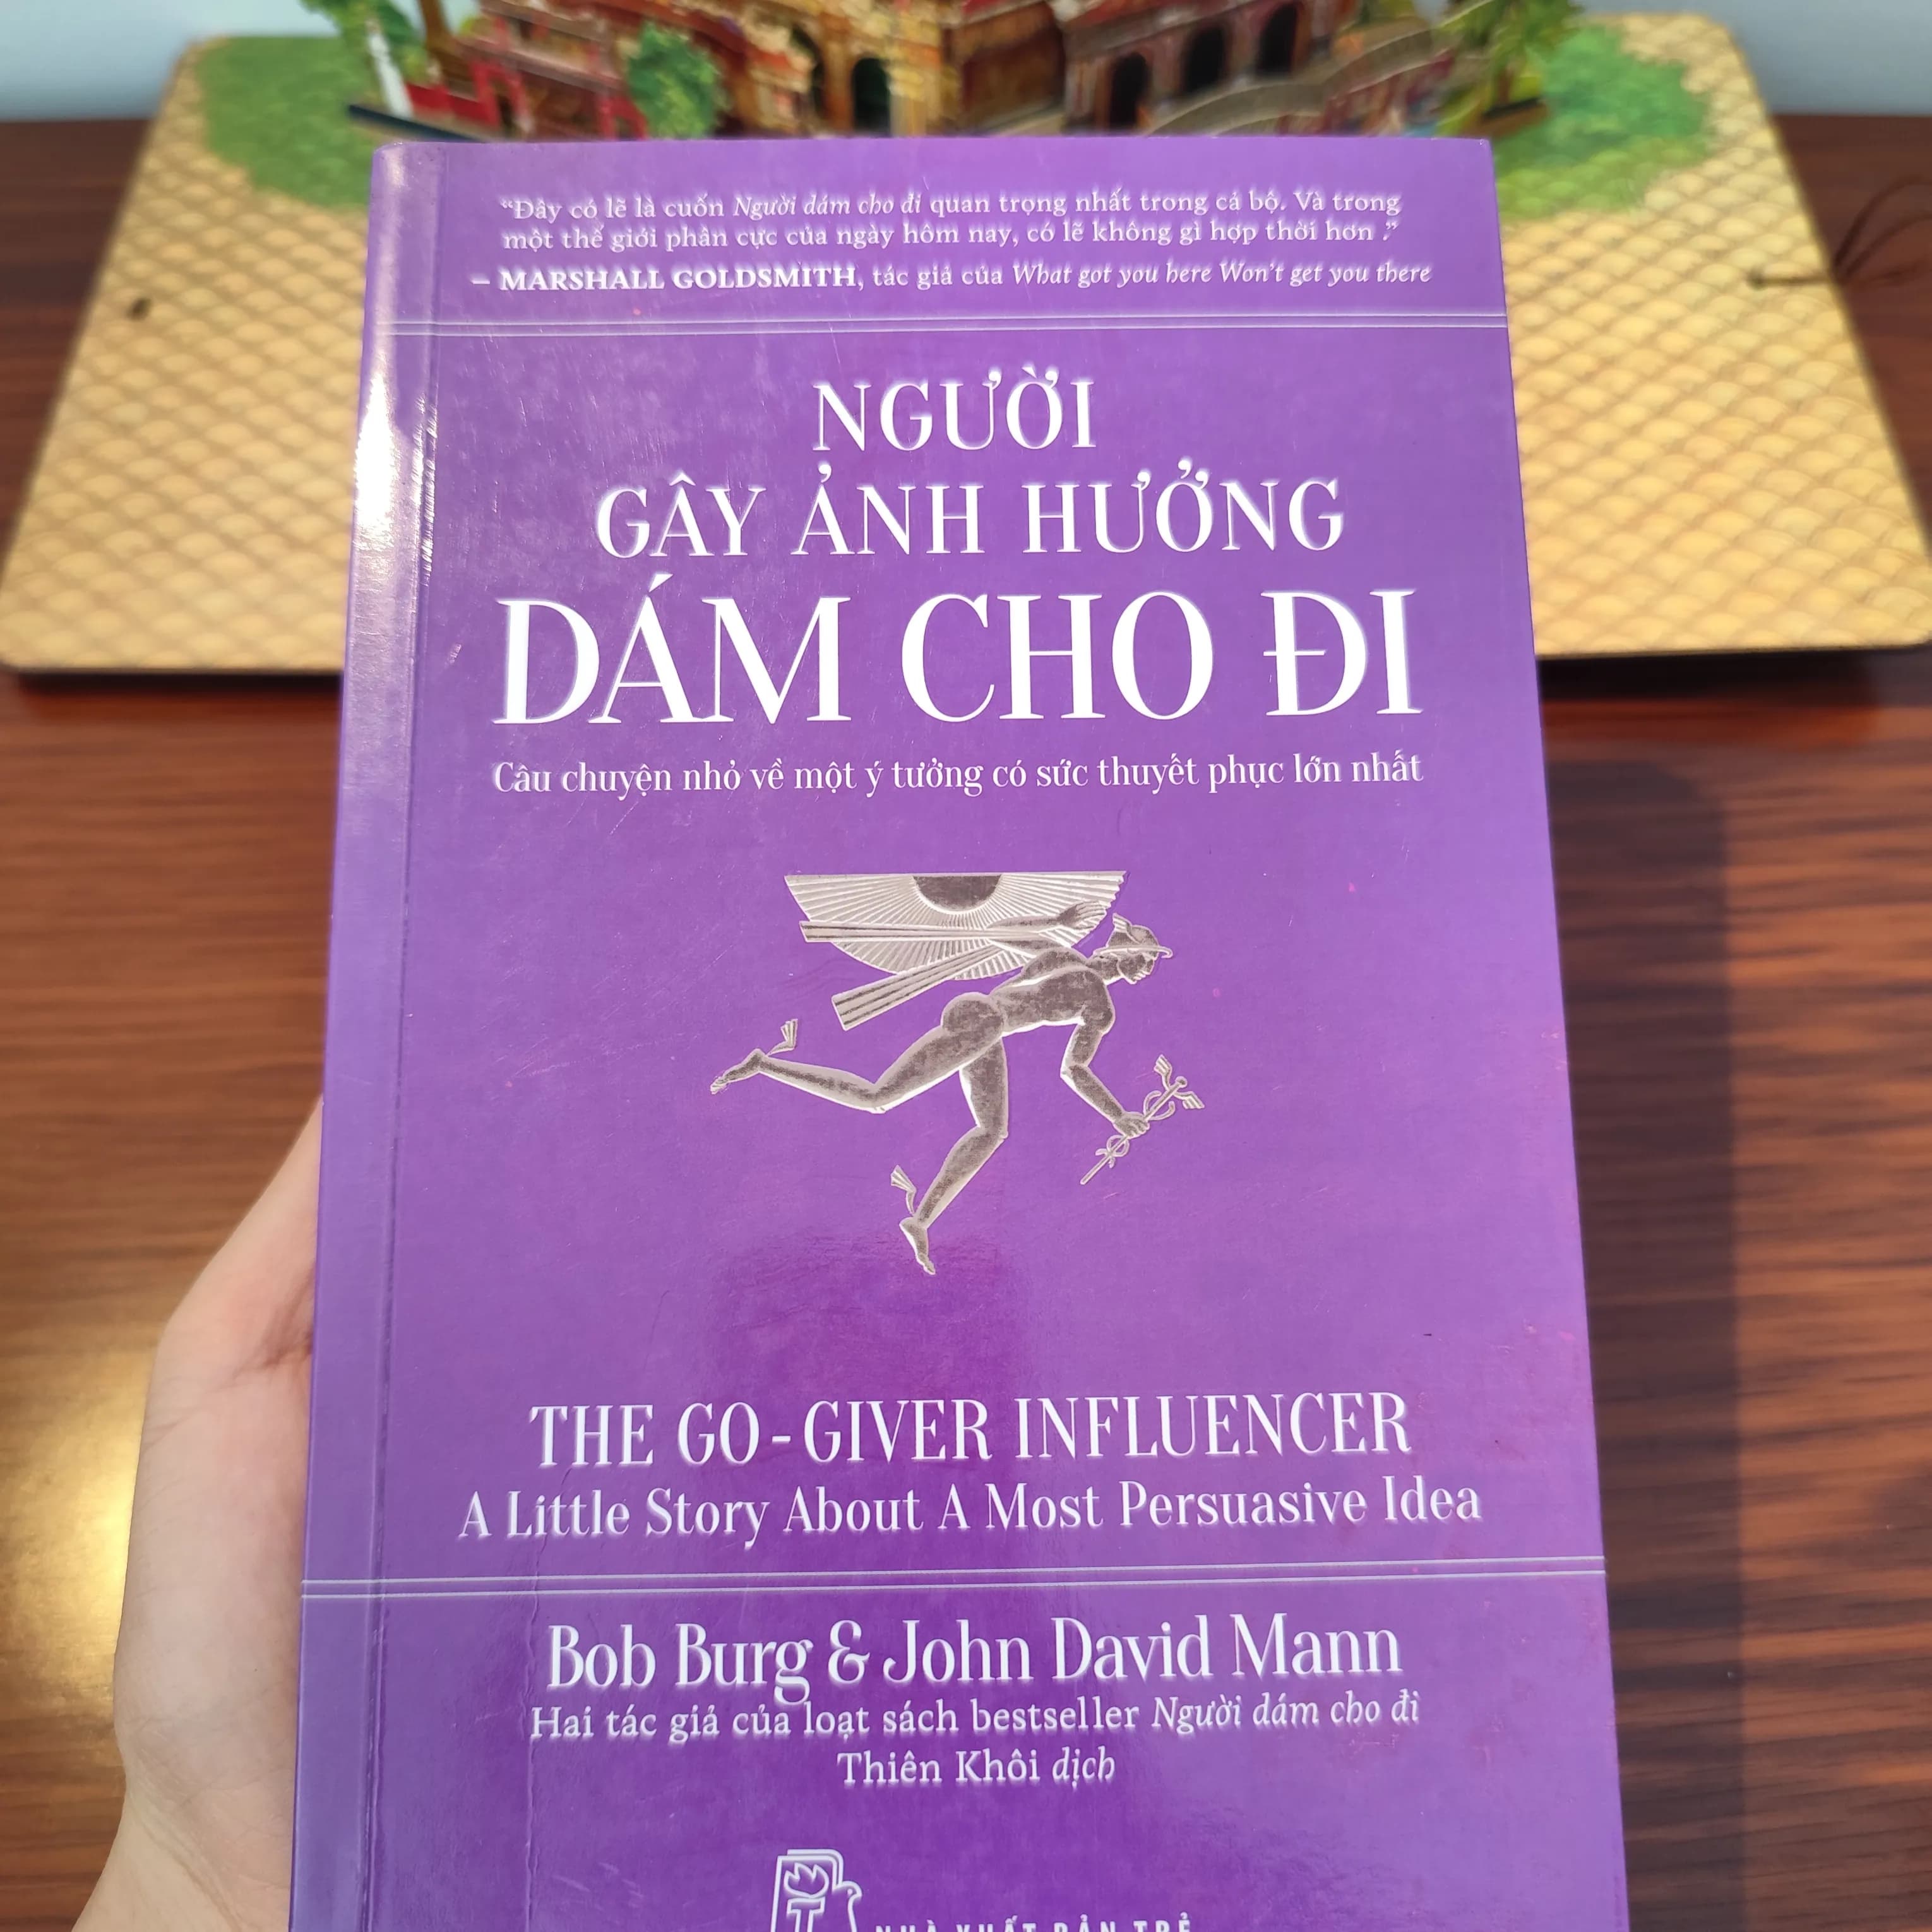 “Đây có lẽ là cuốn Người dám cho đi quan trọng nhất trong cả bộ. Và trong
một thế giới phân cực của ngày hôm nay, có lẽ không gì hợp thời hơn.”
– MARSHALL GOLDSMITH, tác giả của What got you here Won’t get you there
NGƯỜI
GÂY ẢNH HƯỞNG
DÁM CHO ĐI
Câu chuyện nhỏ về một ý tưởng có sức thuyết phục lớn nhất
THE GO-GIVER INFLUENCER
A Little Story About A Most Persuasive Idea
Bob Burg & John David Mann
Hai tác giả của loạt sách bestseller Người dám cho đi
Thiên Khôi dịch
NHÀ XUẤT BẢN TRẺ